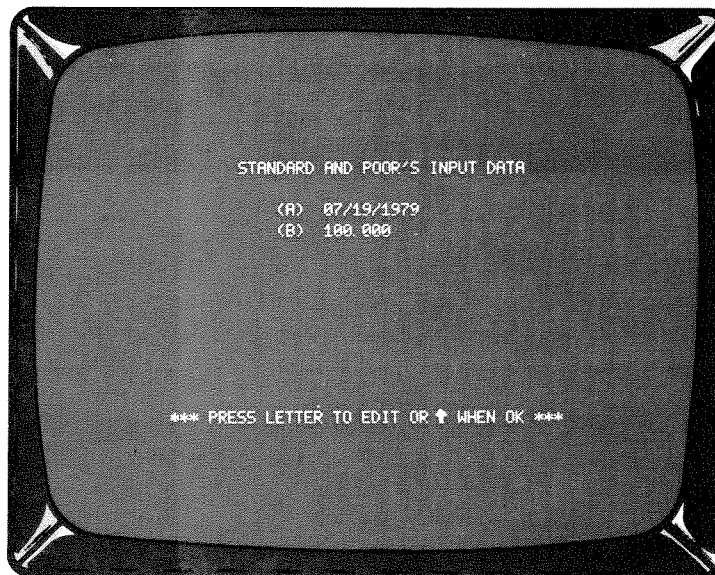 STANDARD AND POOR'S INPUT DATA
(A) 07/19/1979
(B) 100.000
*** PRESS LETTER TO EDIT OR ↑ WHEN OK ***